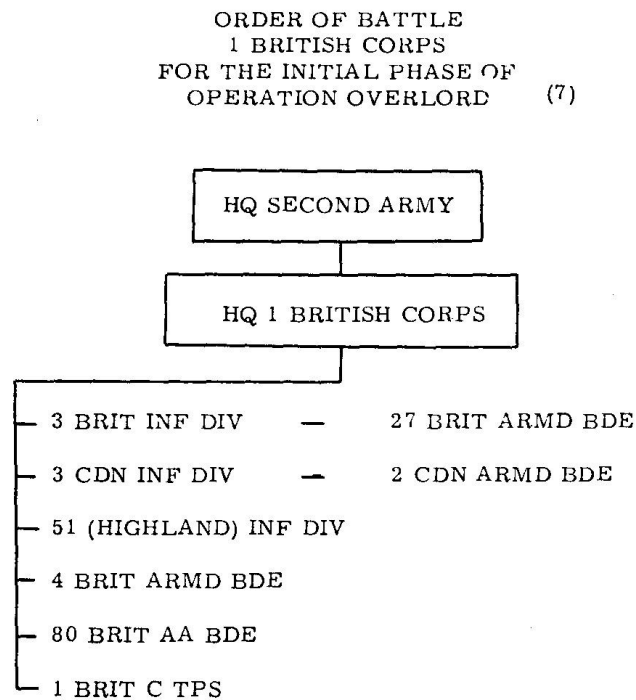 ORDER OF BATTLE
1 BRITISH CORPS
FOR THE INITIAL PHASE OF
OPERATION OVERLORD (7)
HQ SECOND ARMY
HQ 1 BRITISH CORPS
3 BRIT INF DIV — 27 BRIT ARMD BDE
3 CDN INF DIV — 2 CDN ARMD BDE
51 (HIGHLAND) INF DIV
4 BRIT ARMD BDE
80 BRIT AA BDE
1 BRIT C TPS